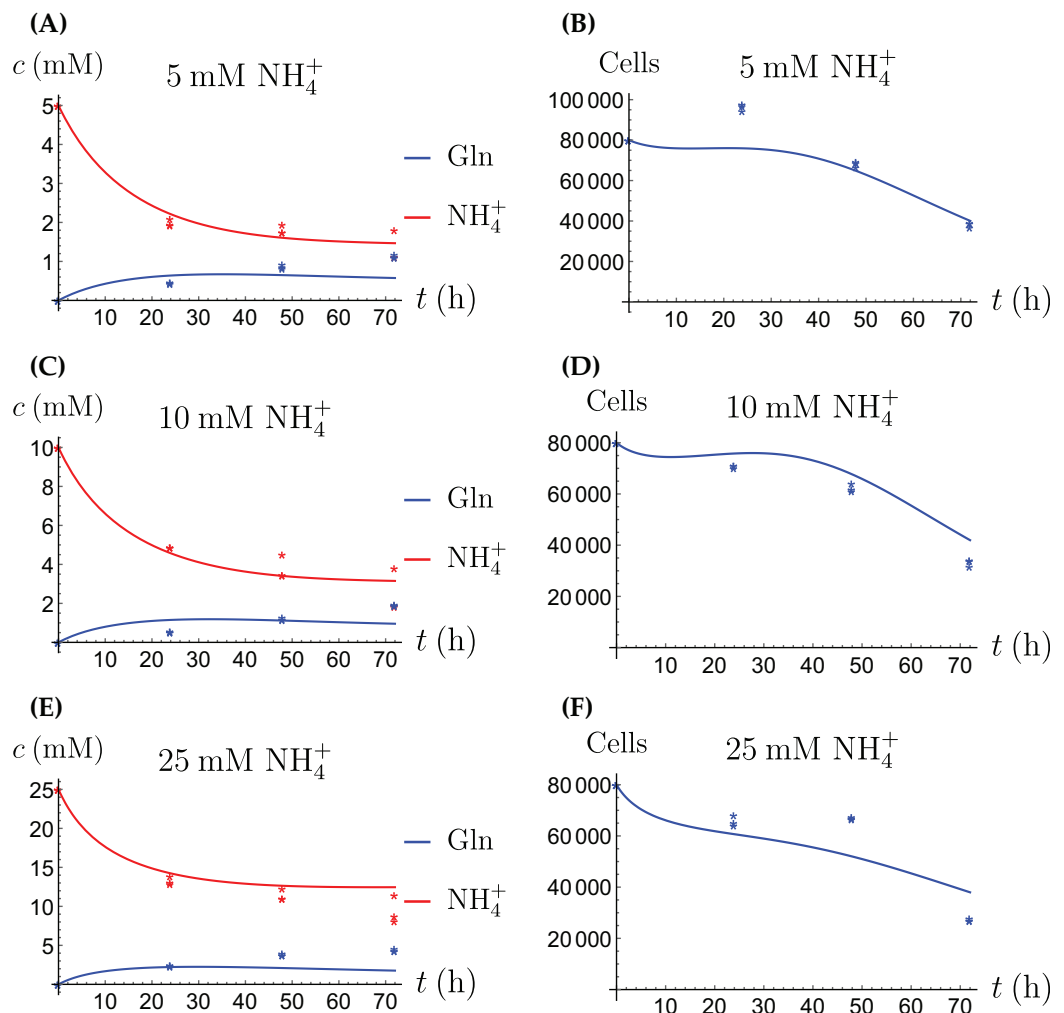 (A)
c (mM)
5 mM NH₄⁺
5
4
3
2
1
10 20 30 40 50 60 70
t (h)
Gln
NH₄⁺
(B)
Cells
5 mM NH₄⁺
100 000
80 000
60 000
40 000
20 000
10 20 30 40 50 60 70
t (h)
(C)
c (mM)
10 mM NH₄⁺
10
8
6
4
2
10 20 30 40 50 60 70
t (h)
Gln
NH₄⁺
(D)
Cells
10 mM NH₄⁺
80 000
60 000
40 000
20 000
10 20 30 40 50 60 70
t (h)
(E)
c (mM)
25 mM NH₄⁺
25
20
15
10
5
10 20 30 40 50 60 70
t (h)
Gln
NH₄⁺
(F)
Cells
25 mM NH₄⁺
80 000
60 000
40 000
20 000
10 20 30 40 50 60 70
t (h)